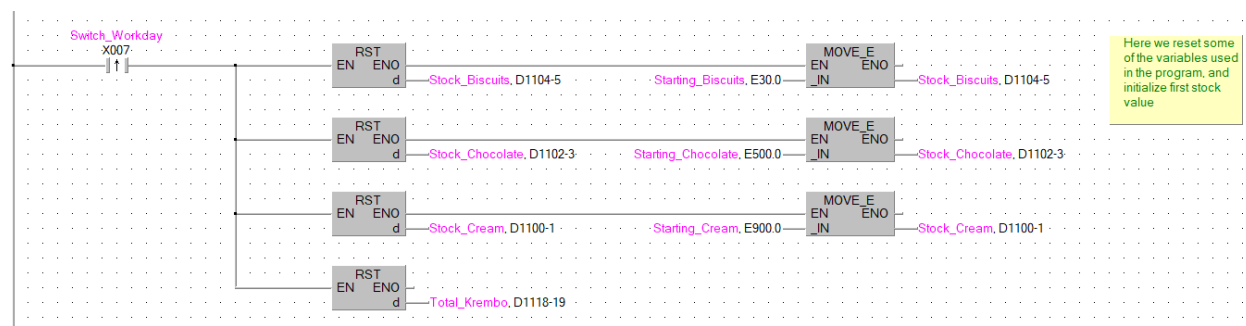 Switch_Workday
X007
RST
EN ENO
d
Stock_Biscuits, D1104-5
Starting_Biscuits, E30.0
MOVE_E
EN ENO
_IN
Stock_Biscuits, D1104-5
Here we reset some
of the variables used
in the program, and
initialize first stock
value
RST
EN ENO
d
Stock_Chocolate, D1102-3
Starting_Chocolate, E500.0
MOVE_E
EN ENO
_IN
Stock_Chocolate, D1102-3
RST
EN ENO
d
Stock_Cream, D1100-1
Starting_Cream, E900.0
MOVE_E
EN ENO
_IN
Stock_Cream, D1100-1
RST
EN ENO
d
Total_Krembo, D1118-19